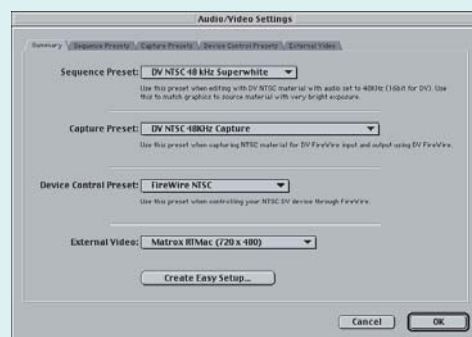 Audio/Video Settings
Summary Sequence Presets Capture Presets Device Control Presets External Video
Sequence Preset: DV NTSC 48 kHz Superwhite
Use this preset when editing with DV NTSC material with audio set to 48KHz (16bit for DV). Use
this to match graphics to source material with very bright exposure.
Capture Preset: DV NTSC 48KHz Capture
Use this preset when capturing NTSC material for DV FireWire input and output using DV FireWire.
Device Control Preset: FireWire NTSC
Use this preset when controlling your NTSC DV device through FireWire.
External Video: Matrox RTMac (720 x 480)
Create Easy Setup...
Cancel OK